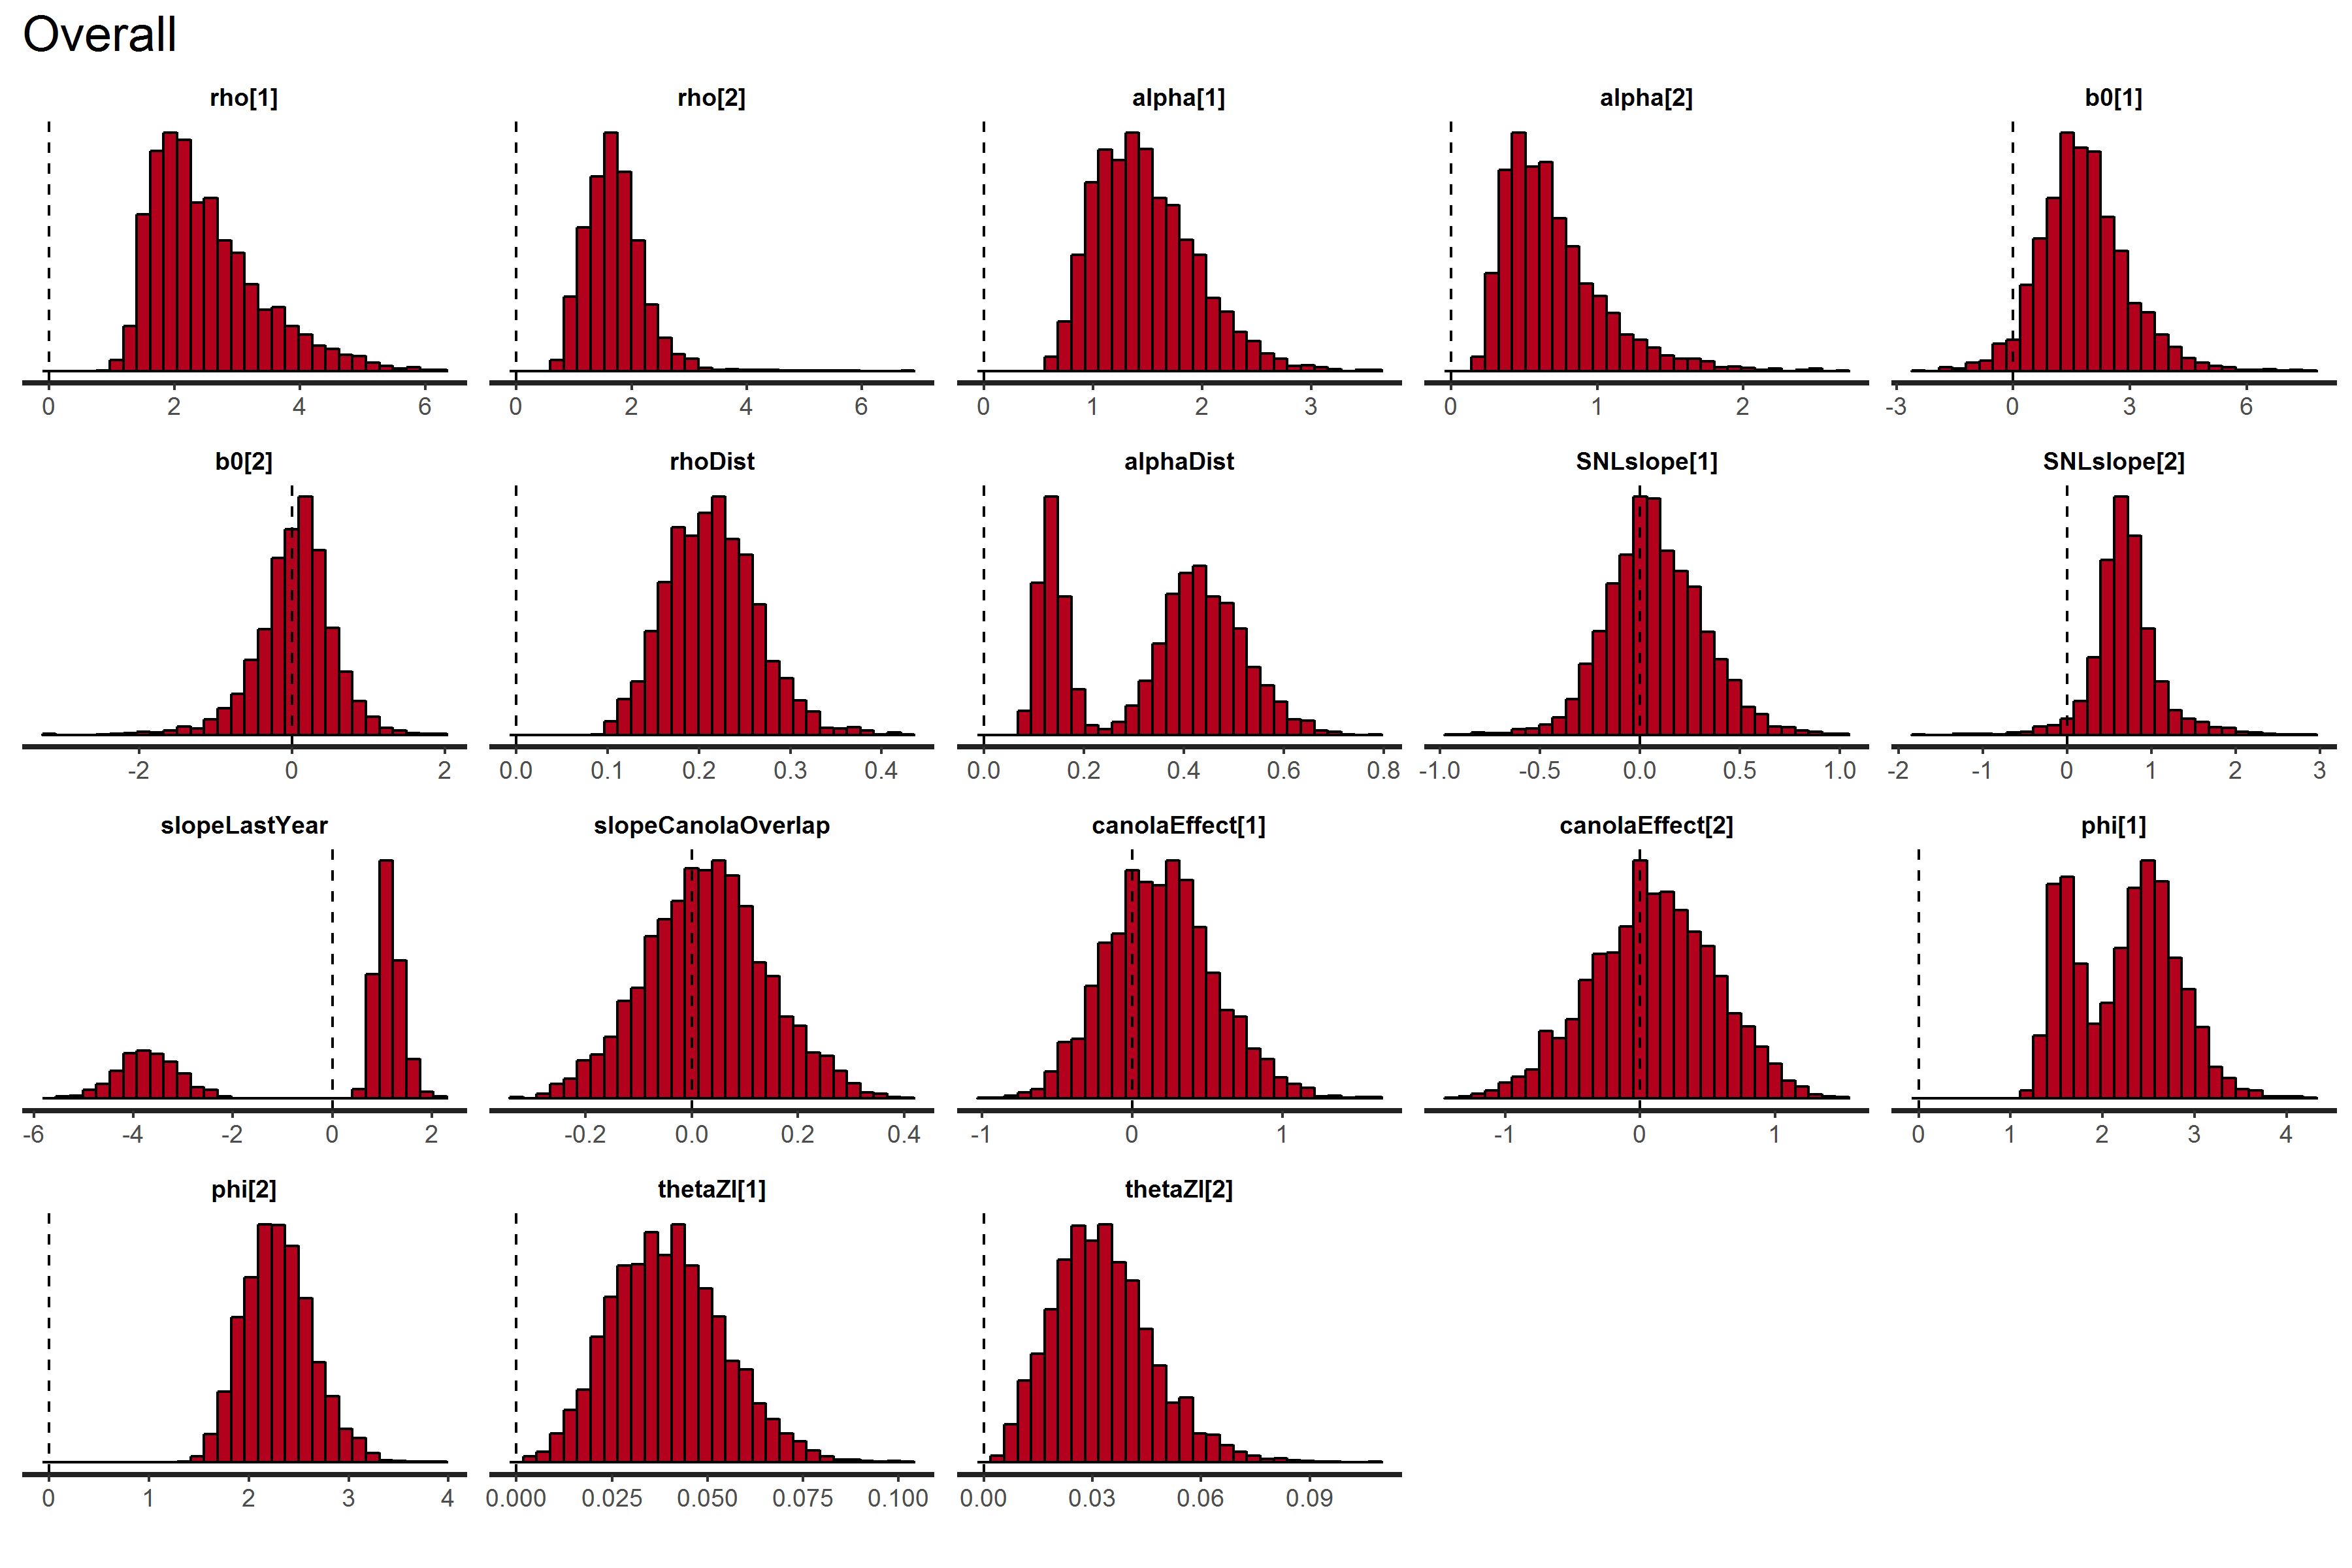 Overall
rho[1] rho[2] alpha[1] alpha[2] b0[1]
0 2 4 6 0 2 4 6 0 1 2 3 0 1 2 -3 0 3 6
b0[2] rhoDist alphaDist SNLslope[1] SNLslope[2]
-2 0 2 0.0 0.1 0.2 0.3 0.4 0.0 0.2 0.4 0.6 0.8 -1.0 -0.5 0.0 0.5 1.0 -2 -1 0 1 2 3
slopeLastYear slopeCanolaOverlap canolaEffect[1] canolaEffect[2] phi[1]
-6 -4 -2 0 2 -0.2 0.0 0.2 0.4 -1 0 1 -1 0 1 0 1 2 3 4
phi[2] thetaZI[1] thetaZI[2]
0 1 2 3 4 0.000 0.025 0.050 0.075 0.100 0.00 0.03 0.06 0.09